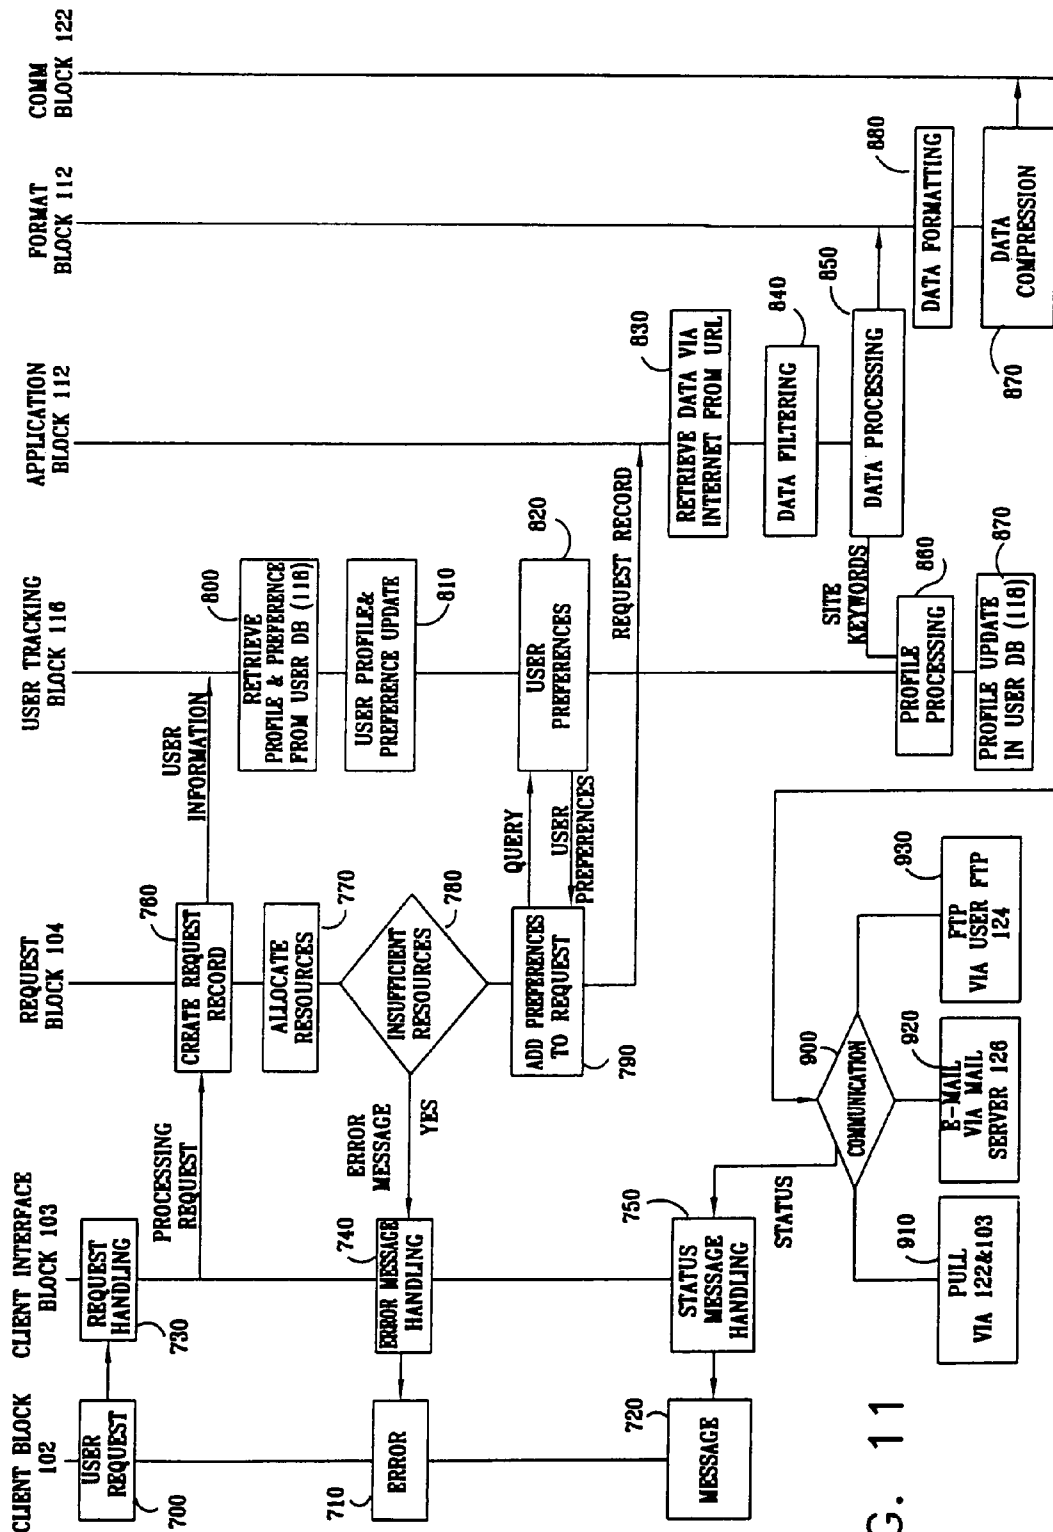 CLIENT BLOCK
102
CLIENT INTERFACE
BLOCK 103
REQUEST
BLOCK 104
USER TRACKING
BLOCK 116
APPLICATION
BLOCK 112
FORMAT
BLOCK 112
COMM
BLOCK 122
USER
REQUEST
700
REQUEST
HANDLING
730
PROCESSING
REQUEST
760
CREATE REQUEST
RECORD
USER
INFORMATION
770
ALLOCATE
RESOURCES
800
RETRIEVE
PROFILE & PREFERENCE
FROM USER DB (118)
USER PROFILE&
PREFERENCE UPDATE
810
780
INSUFFICIENT
RESOURCES
ERROR
MESSAGE
YES
740
ERROR MESSAGE
HANDLING
ERROR
710
ADD PREFERENCES
TO REQUEST
790
QUERY
USER
PREFERENCES
USER
PREFERENCES
820
REQUEST RECORD
RETRIEVE DATA VIA
INTERNET FROM URL
830
DATA FILTERING
840
DATA PROCESSING
850
SITE
KEYWORDS
PROFILE
PROCESSING
860
PROFILE UPDATE
IN USER DB (118)
870
DATA FORMATTING
880
DATA
COMPRESSION
870
STATUS
MESSAGE
HANDLING
750
MESSAGE
720
STATUS
COMMUNICATION
900
PULL
VIA 122&103
910
E-MAIL
VIA MAIL
SERVER 126
920
FTP
VIA USER FTP
124
930
G. 11